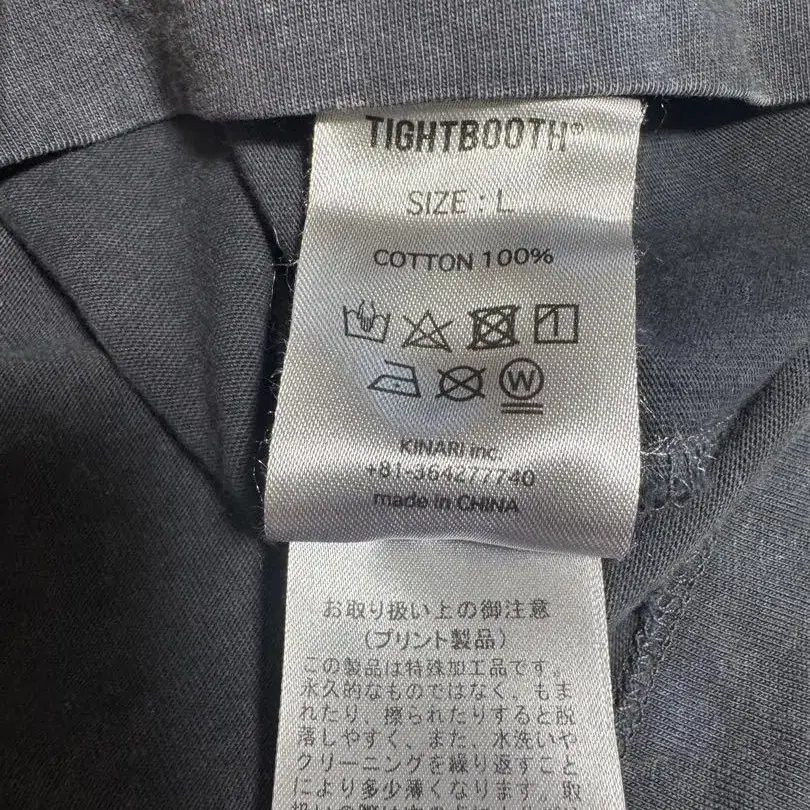 TIGHTBOOTH®
SIZE : L
COTTON 100%
W
KINARI inc.
+81-364277740
made in CHINA
お取り扱い上の御注意
(プリント製品)
この製品は特殊加工品です。
永久的なものではなく、もま
れたり、擦られたりすると脱
落しやすく、また、水洗いや
クリーニングを繰り返すこと
により多少薄くなります。取